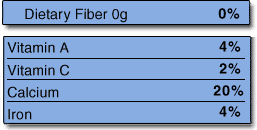 Dietary Fiber 0g 0%
Vitamin A 4%
Vitamin C 2%
Calcium 20%
Iron 4%